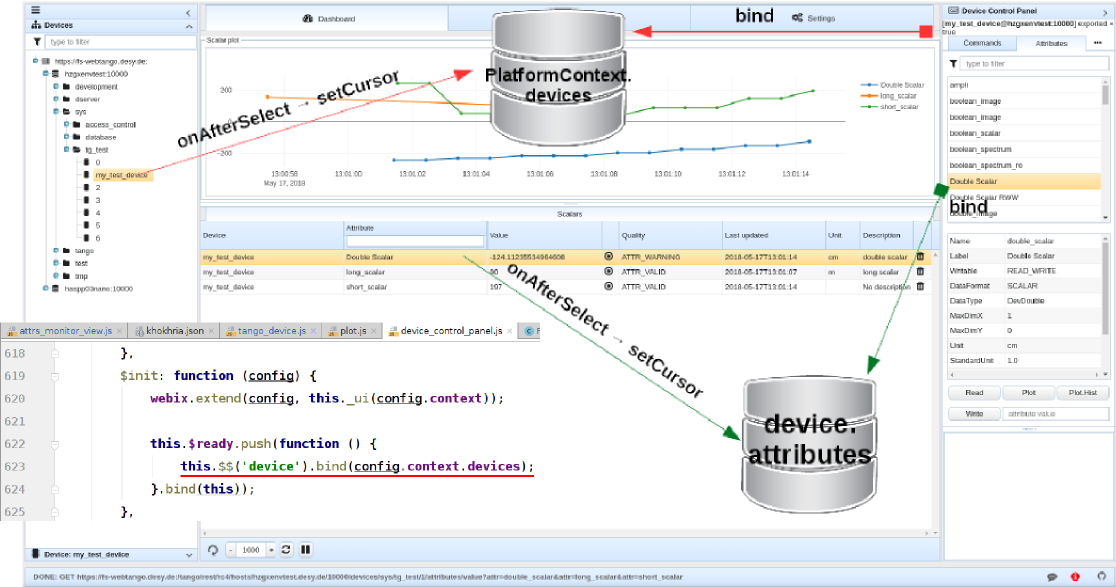 Devices
type to filter
https://fs-webtango.desy.de:
hzgxenvtest:10000
development
dserver
sys
access_control
database
tg_test
0
my_test_device
2
3
4
5
6
tango
test
tmp
haspp03nano:10000
Device: my_test_device
Dashboard
Settings
Scalar plot
200
0
−200
13:00:58
May 17, 2018
13:01:00
13:01:02
13:01:04
13:01:06
13:01:08
13:01:10
13:01:12
13:01:14
Double Scalar
long_scalar
short_scalar
onAfterSelect → setCursor
PlatformContext.
devices
bind
Scalars
Device Attribute Value Quality Last updated Unit Description
my_test_device Double Scalar -124.11235534964608 ATTR_WARNING 2018-05-17T13:01:14 cm double scalar
my_test_device long_scalar 90 ATTR_VALID 2018-05-17T13:01:07 m long scalar
my_test_device short_scalar 197 ATTR_VALID 2018-05-17T13:01:14 No description
onAfterSelect → setCursor
device.
attributes
bind
Device Control Panel
[my_test_device@hzgxenvtest:10000] exported =
true
Commands Attributes
type to filter
ampli
boolean_image
boolean_image
boolean_scalar
boolean_spectrum
boolean_spectrum_ro
Double Scalar
Double Scalar RWW
double_image
Name double_scalar
Label Double Scalar
Writable READ_WRITE
DataFormat SCALAR
DataType DevDouble
MaxDimX 1
MaxDimY 0
Unit cm
StandardUnit 1.0
Read Plot Plot.Hist
Write attribute value
attrs_monitor_view.js khokhria.json tango_device.js plot.js device_control_panel.js
618 },
619 $init: function (config) {
620 webix.extend(config, this._ui(config.context));
621
622 this.$ready.push(function () {
623 this.$$('device').bind(config.context.devices);
624 }.bind(this));
625 },
- 1000 +
DONE: GET https://fs-webtango.desy.de:/tango/rest/rc4/hosts/hzgxenvtest.desy.de/10000/devices/sys/tg_test/1/attributes/value?attr=double_scalar&attr=long_scalar&attr=short_scalar